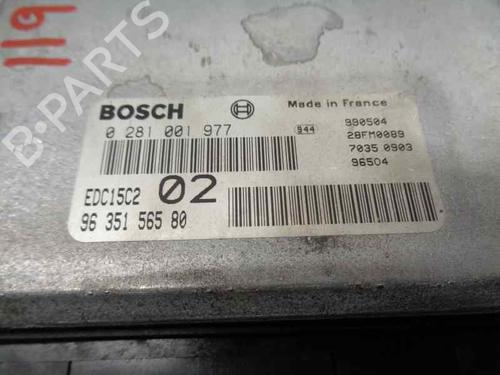 119
BOSCH
Made in France
0 281 001 977
944
990504
28FM0089
7035 0903
96504
EDC15C2
02
96 351 565 80
B-PARTS